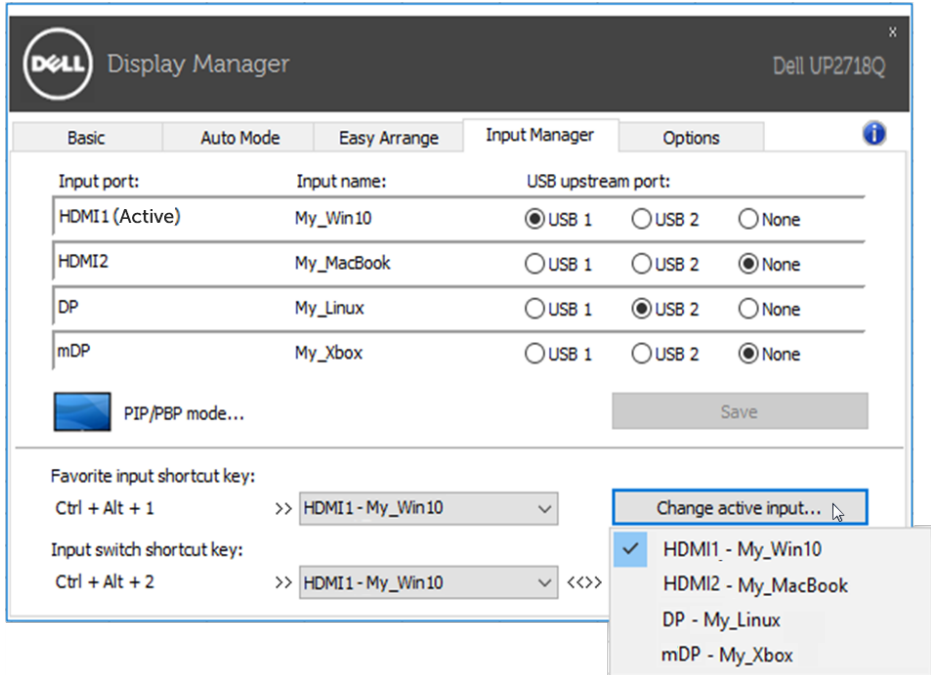 x
DELL Display Manager Dell UP2718Q
Basic Auto Mode Easy Arrange Input Manager Options i
Input port: Input name: USB upstream port:
HDMI1 (Active) My_Win10 USB 1 USB 2 None
HDMI2 My_MacBook USB 1 USB 2 None
DP My_Linux USB 1 USB 2 None
mDP My_Xbox USB 1 USB 2 None
PIP/PBP mode... Save
Favorite input shortcut key:
Ctrl + Alt + 1 >> HDMI1 - My_Win10 Change active input...
Input switch shortcut key:
Ctrl + Alt + 2 >> HDMI1 - My_Win10 <<>>
HDMI1 - My_Win10
HDMI2 - My_MacBook
DP - My_Linux
mDP - My_Xbox